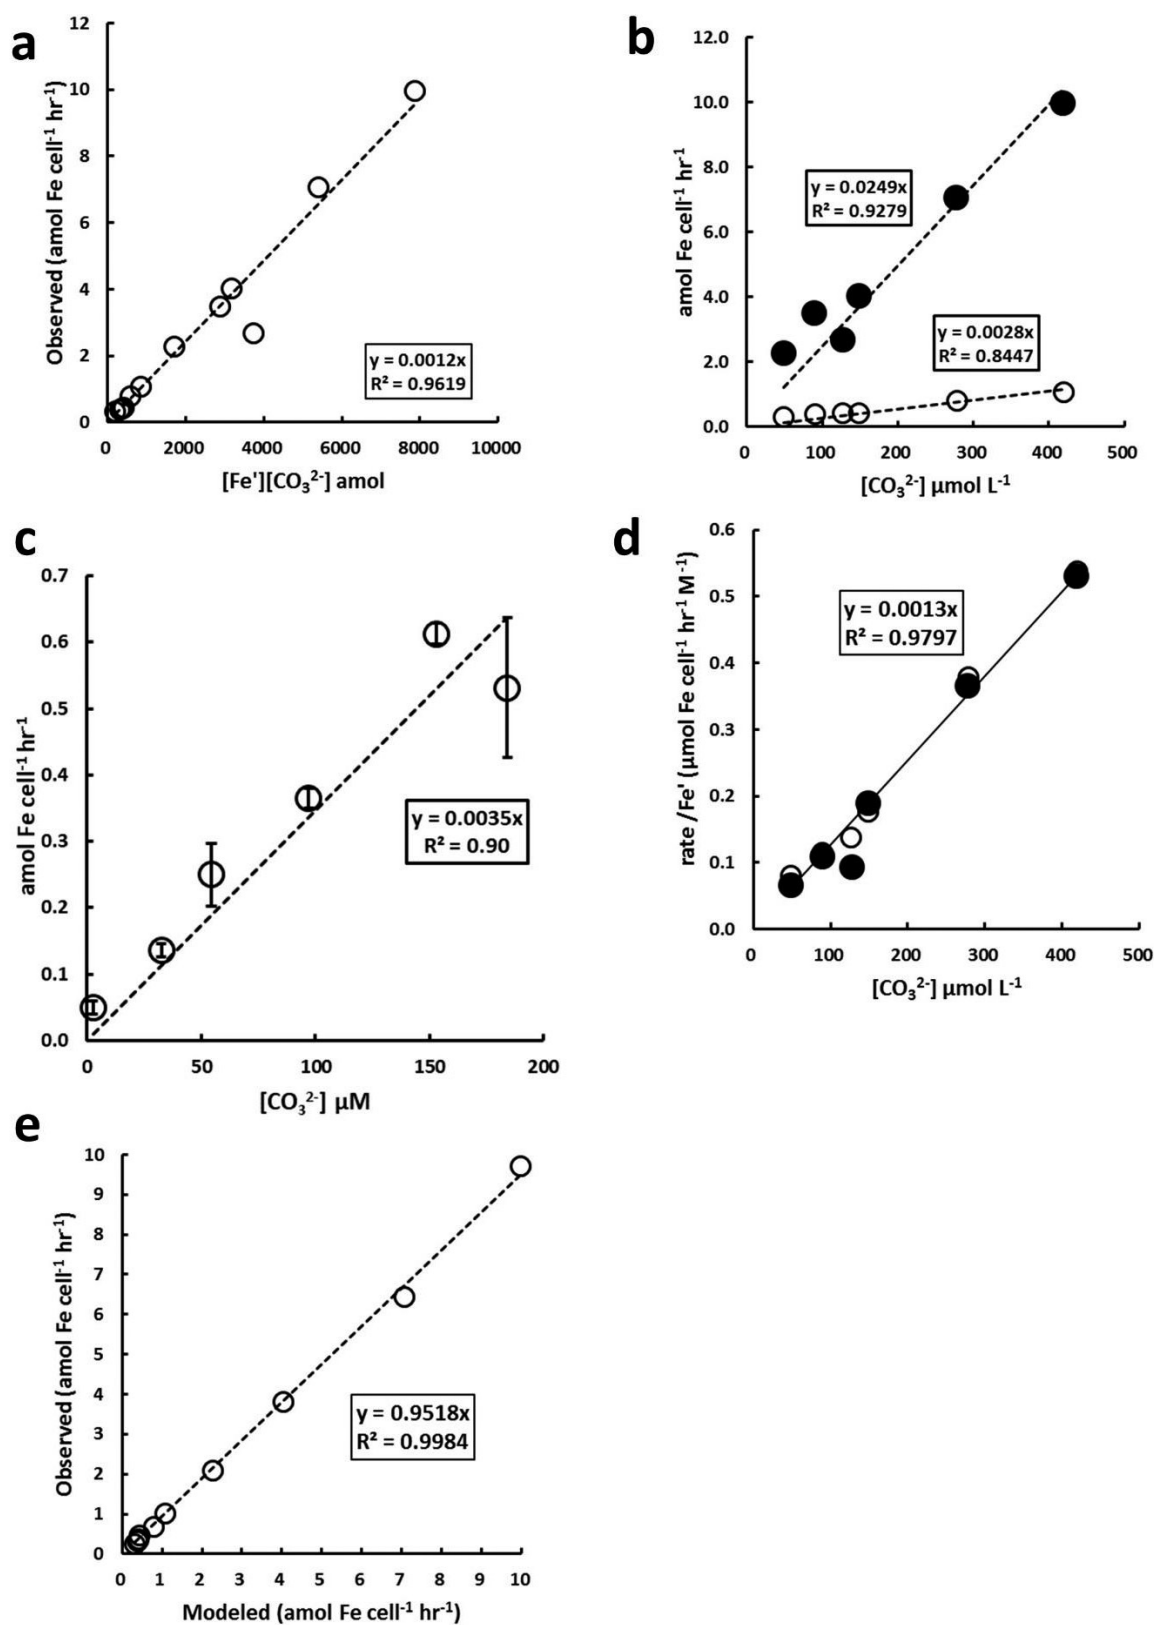 a
12
10
8
6
4
2
0
Observed (amol Fe cell⁻¹ hr⁻¹)
y = 0.0012x
R² = 0.9619
0 2000 4000 6000 8000 10000
[Fe'][CO₃²⁻] amol
b
12.0
10.0
8.0
6.0
4.0
2.0
0.0
amol Fe cell⁻¹ hr⁻¹
y = 0.0249x
R² = 0.9279
y = 0.0028x
R² = 0.8447
0 100 200 300 400 500
[CO₃²⁻] µmol L⁻¹
c
0.7
0.6
0.5
0.4
0.3
0.2
0.1
0.0
amol Fe cell⁻¹ hr⁻¹
y = 0.0035x
R² = 0.90
0 50 100 150 200
[CO₃²⁻] µM
d
0.6
0.5
0.4
0.3
0.2
0.1
0.0
rate /Fe' (µmol Fe cell⁻¹ hr⁻¹ M⁻¹)
y = 0.0013x
R² = 0.9797
0 100 200 300 400 500
[CO₃²⁻] µmol L⁻¹
e
10
9
8
7
6
5
4
3
2
1
0
Observed (amol Fe cell⁻¹ hr⁻¹)
y = 0.9518x
R² = 0.9984
0 1 2 3 4 5 6 7 8 9 10
Modeled (amol Fe cell⁻¹ hr⁻¹)